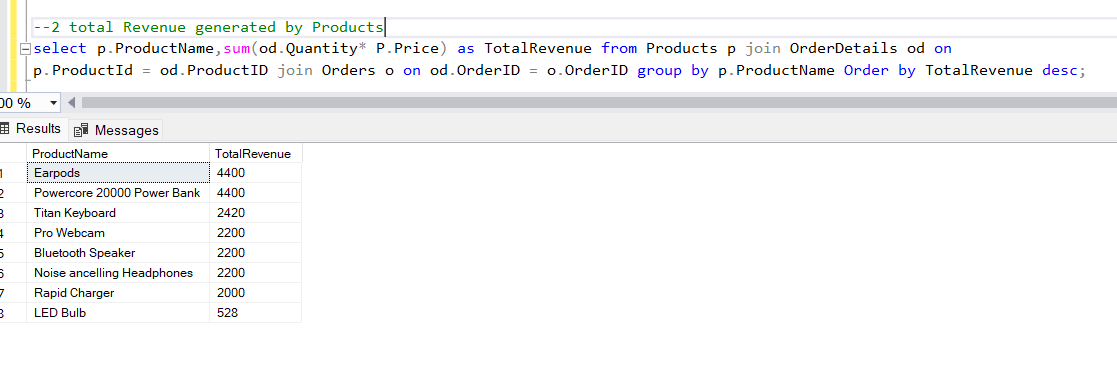 --2 total Revenue generated by Products
select p.ProductName,sum(od.Quantity* P.Price) as TotalRevenue from Products p join OrderDetails od on
p.ProductId = od.ProductID join Orders o on od.OrderID = o.OrderID group by p.ProductName Order by TotalRevenue desc;
00 %
Results Messages
ProductName TotalRevenue
1 Earpods 4400
2 Powercore 20000 Power Bank 4400
3 Titan Keyboard 2420
4 Pro Webcam 2200
5 Bluetooth Speaker 2200
6 Noise ancelling Headphones 2200
7 Rapid Charger 2000
8 LED Bulb 528